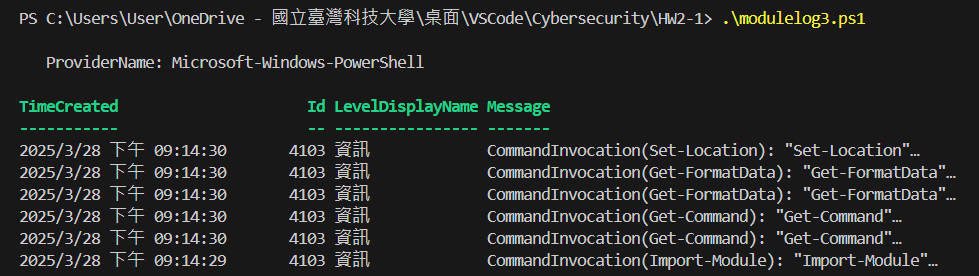 PS C:\Users\User\OneDrive - 國立臺灣科技大學\桌面\VSCode\Cybersecurity\HW2-1> .\modulelog3.ps1
ProviderName: Microsoft-Windows-PowerShell
TimeCreated Id LevelDisplayName Message
----------- -- ---------------- -------
2025/3/28 下午 09:14:30 4103 資訊 CommandInvocation(Set-Location): "Set-Location"…
2025/3/28 下午 09:14:30 4103 資訊 CommandInvocation(Get-FormatData): "Get-FormatData"…
2025/3/28 下午 09:14:30 4103 資訊 CommandInvocation(Get-FormatData): "Get-FormatData"…
2025/3/28 下午 09:14:30 4103 資訊 CommandInvocation(Get-Command): "Get-Command"…
2025/3/28 下午 09:14:30 4103 資訊 CommandInvocation(Get-Command): "Get-Command"…
2025/3/28 下午 09:14:29 4103 資訊 CommandInvocation(Import-Module): "Import-Module"…